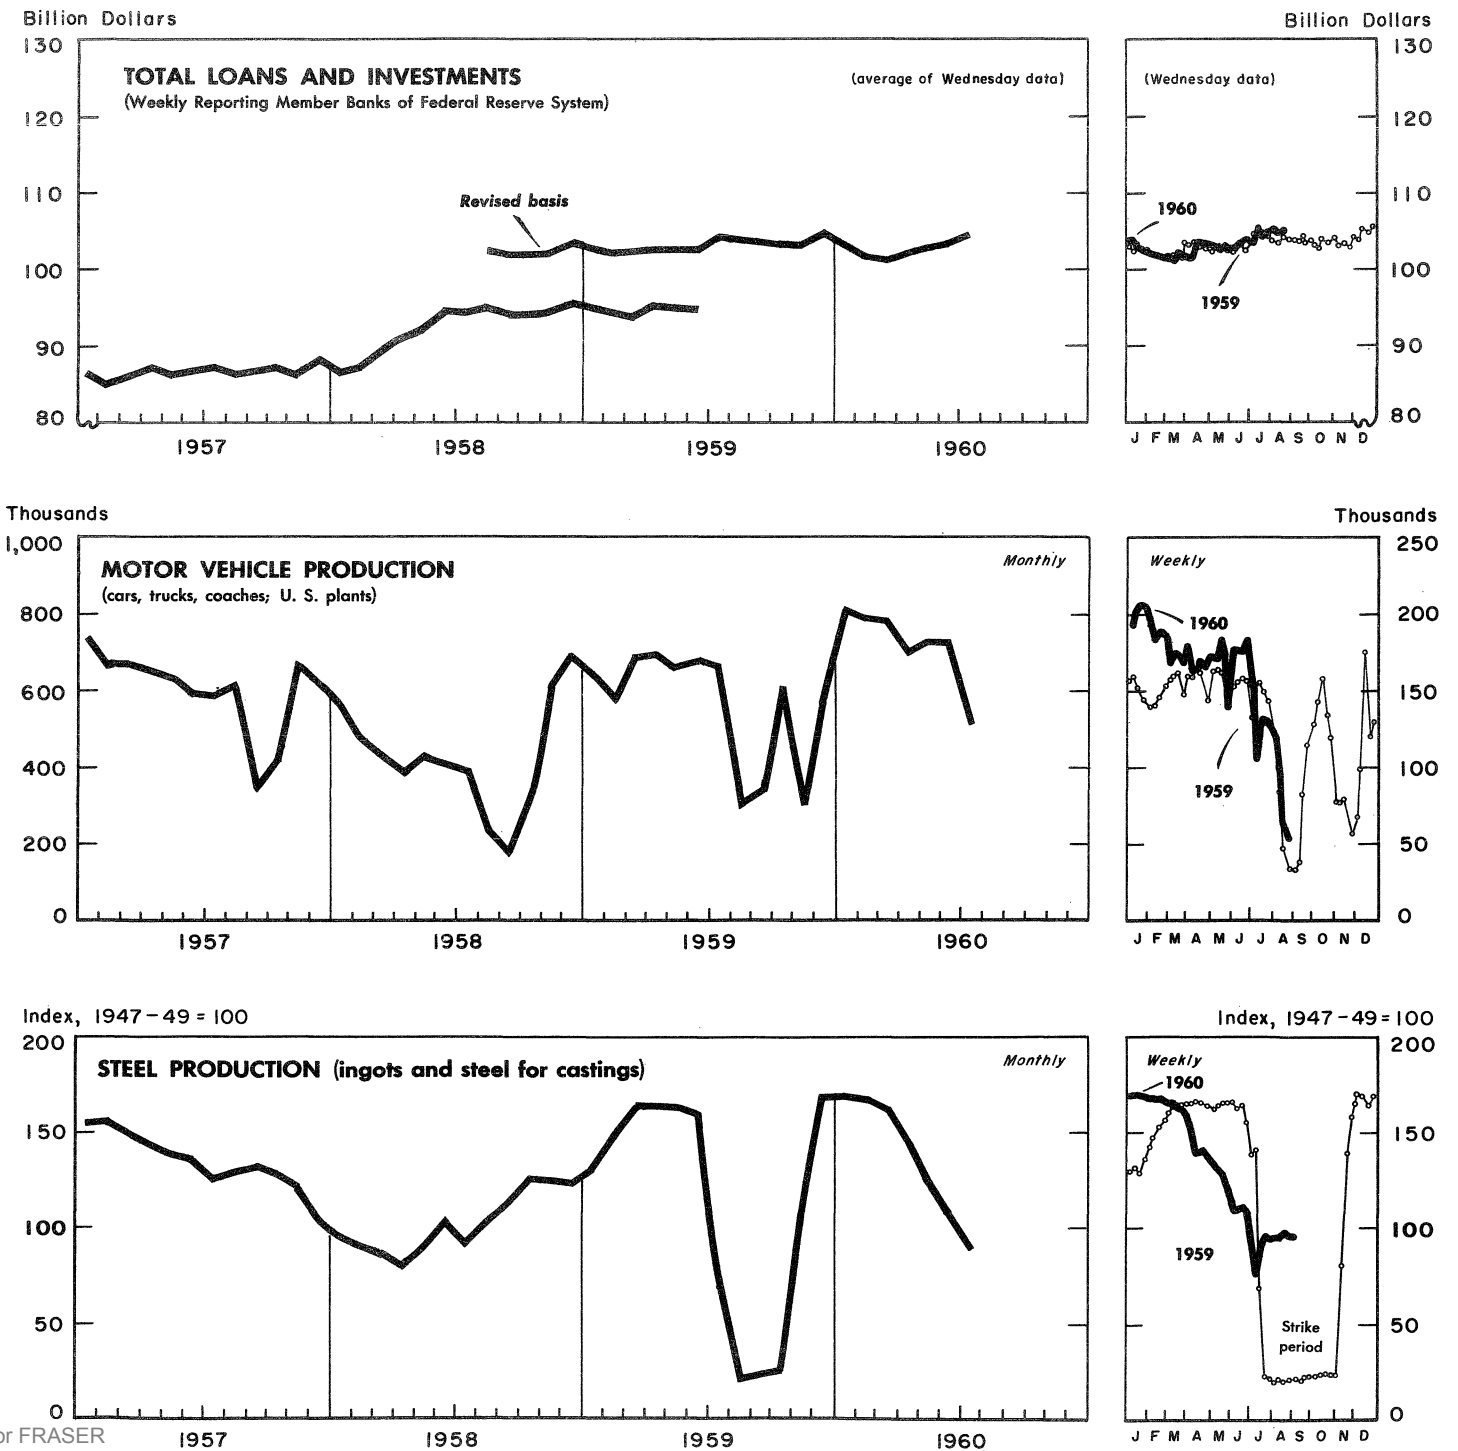 Billion Dollars
Billion Dollars
130
TOTAL LOANS AND INVESTMENTS
(Weekly Reporting Member Banks of Federal Reserve System)
(average of Wednesday data)
(Wednesday data)
130
120
120
110
110
Revised basis
1960
100
100
1959
90
90
80
80
1957
1958
1959
1960
J F M A M J J A S O N D
Thousands
Thousands
1,000
MOTOR VEHICLE PRODUCTION
(cars, trucks, coaches; U. S. plants)
Monthly
Weekly
250
800
1960
200
600
150
1959
400
100
200
50
0
0
1957
1958
1959
1960
J F M A M J J A S O N D
Index, 1947-49 = 100
Index, 1947-49 = 100
200
STEEL PRODUCTION (ingots and steel for castings)
Monthly
Weekly
1960
200
150
150
100
1959
100
50
Strike
period
50
0
0
1957
1958
1959
1960
J F M A M J J A S O N D
or FRASER